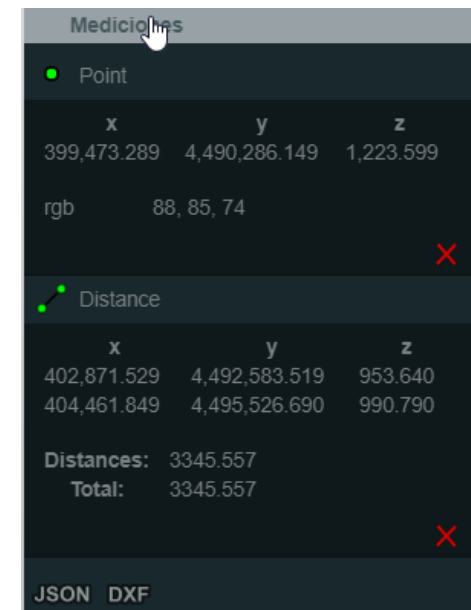 Mediciones
Point
x y z
399,473.289 4,490,286.149 1,223.599
rgb 88, 85, 74
Distance
x y z
402,871.529 4,492,583.519 953.640
404,461.849 4,495,526.690 990.790
Distances: 3345.557
Total: 3345.557
JSON DXF